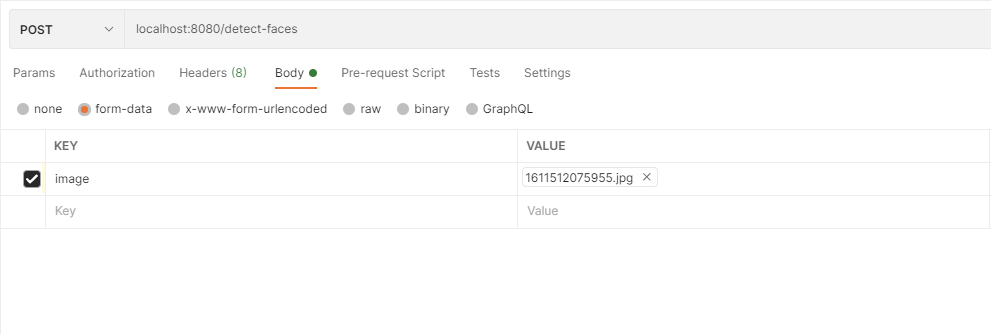 POST localhost:8080/detect-faces
Params Authorization Headers (8) Body Pre-request Script Tests Settings
none form-data x-www-form-urlencoded raw binary GraphQL
KEY VALUE
image 1611512075955.jpg
Key Value